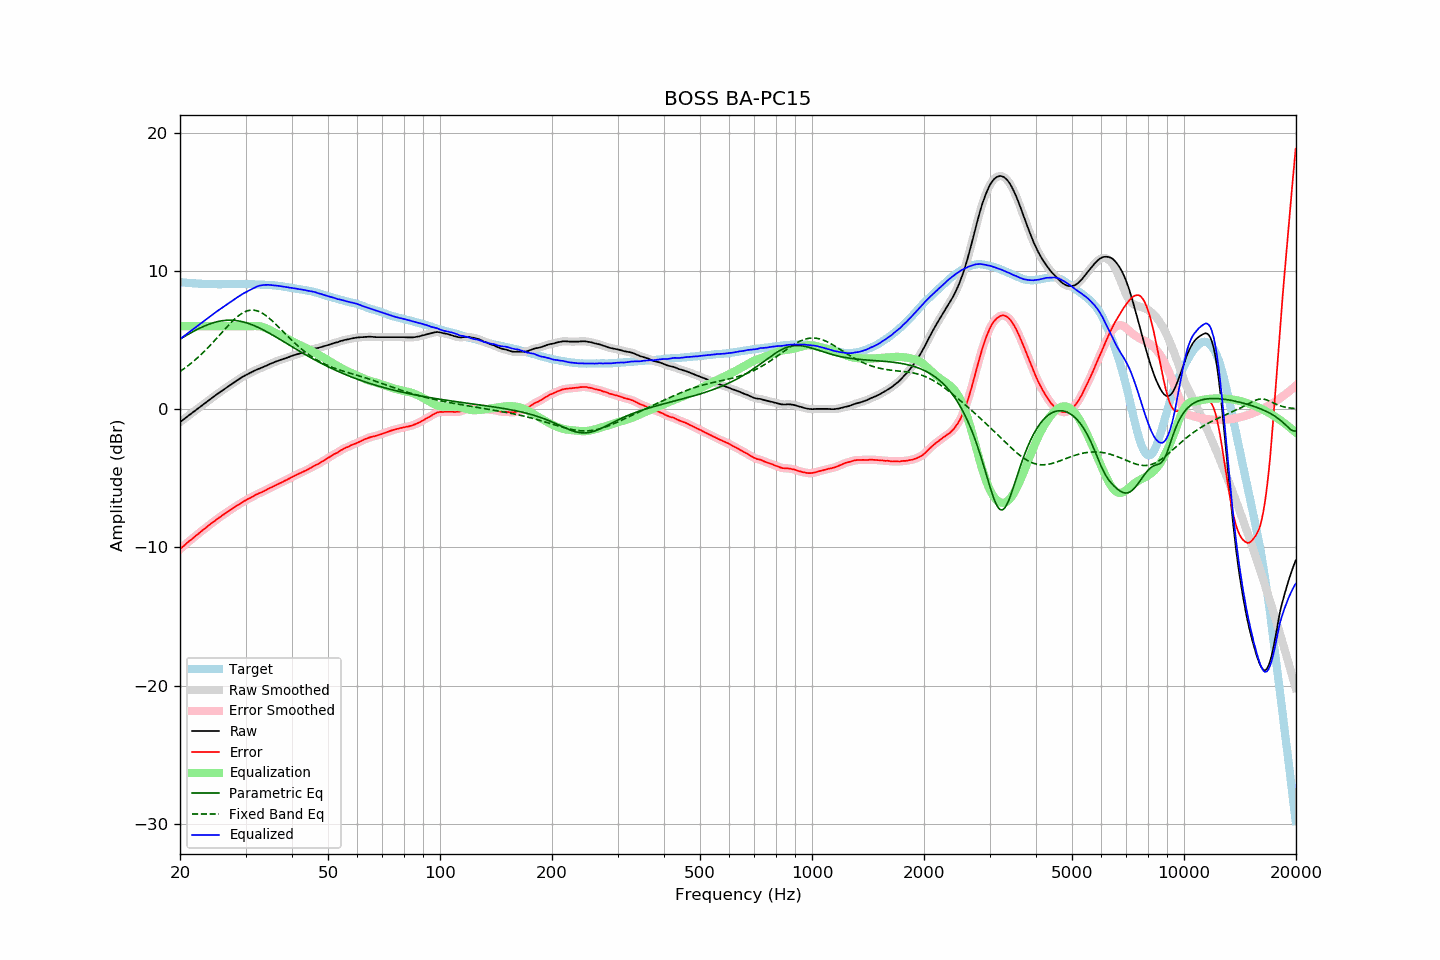 BOSS BA-PC15
Amplitude (dBr)
20
10
0
−10
−20
−30
Target
Raw Smoothed
Error Smoothed
Raw
Error
Equalization
Parametric Eq
Fixed Band Eq
Equalized
20 50 100 200 500 1000 2000 5000 10000 20000
Frequency (Hz)